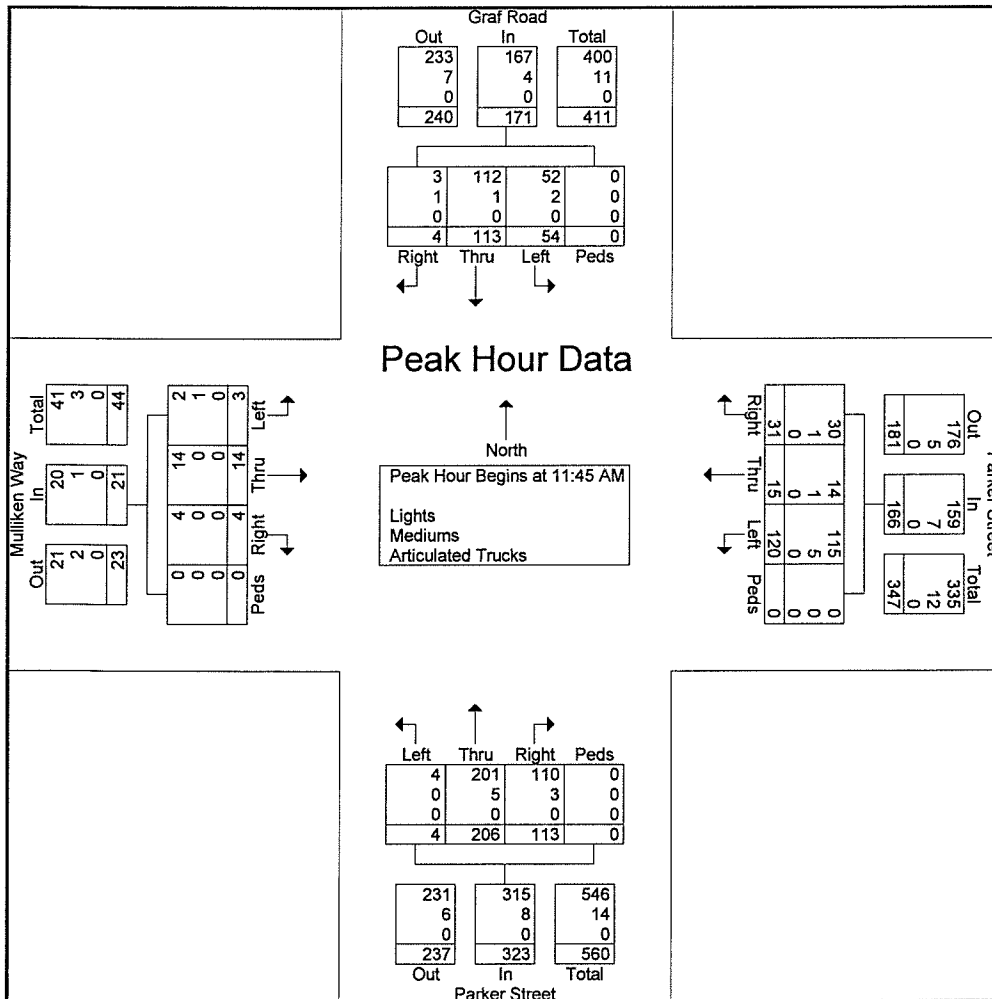 Graf Road
Out In Total
233 167 400
7 4 11
0 0 0
240 171 411
3 112 52 0
1 1 2 0
0 0 0 0
4 113 54 0
Right Thru Left Peds
Peak Hour Data
North
Peak Hour Begins at 11:45 AM
Lights
Mediums
Articulated Trucks
Mulliken Way
Total In Out
41 20 21
3 1 2
0 0 0
44 21 23
2 14 4 0
1 0 0 0
0 0 0 0
3 14 4 0
Left Thru Right Peds
Right Thru Left Peds
31 15 120 0
0 0 0 0
1 1 5 0
30 14 115 0
Out In Total
176 159 335
5 7 12
0 0 0
181 166 347
Parker Street
Left Thru Right Peds
4 201 110 0
0 5 3 0
0 0 0 0
4 206 113 0
231 315 546
6 8 14
0 0 0
237 323 560
Out In Total
Parker Street